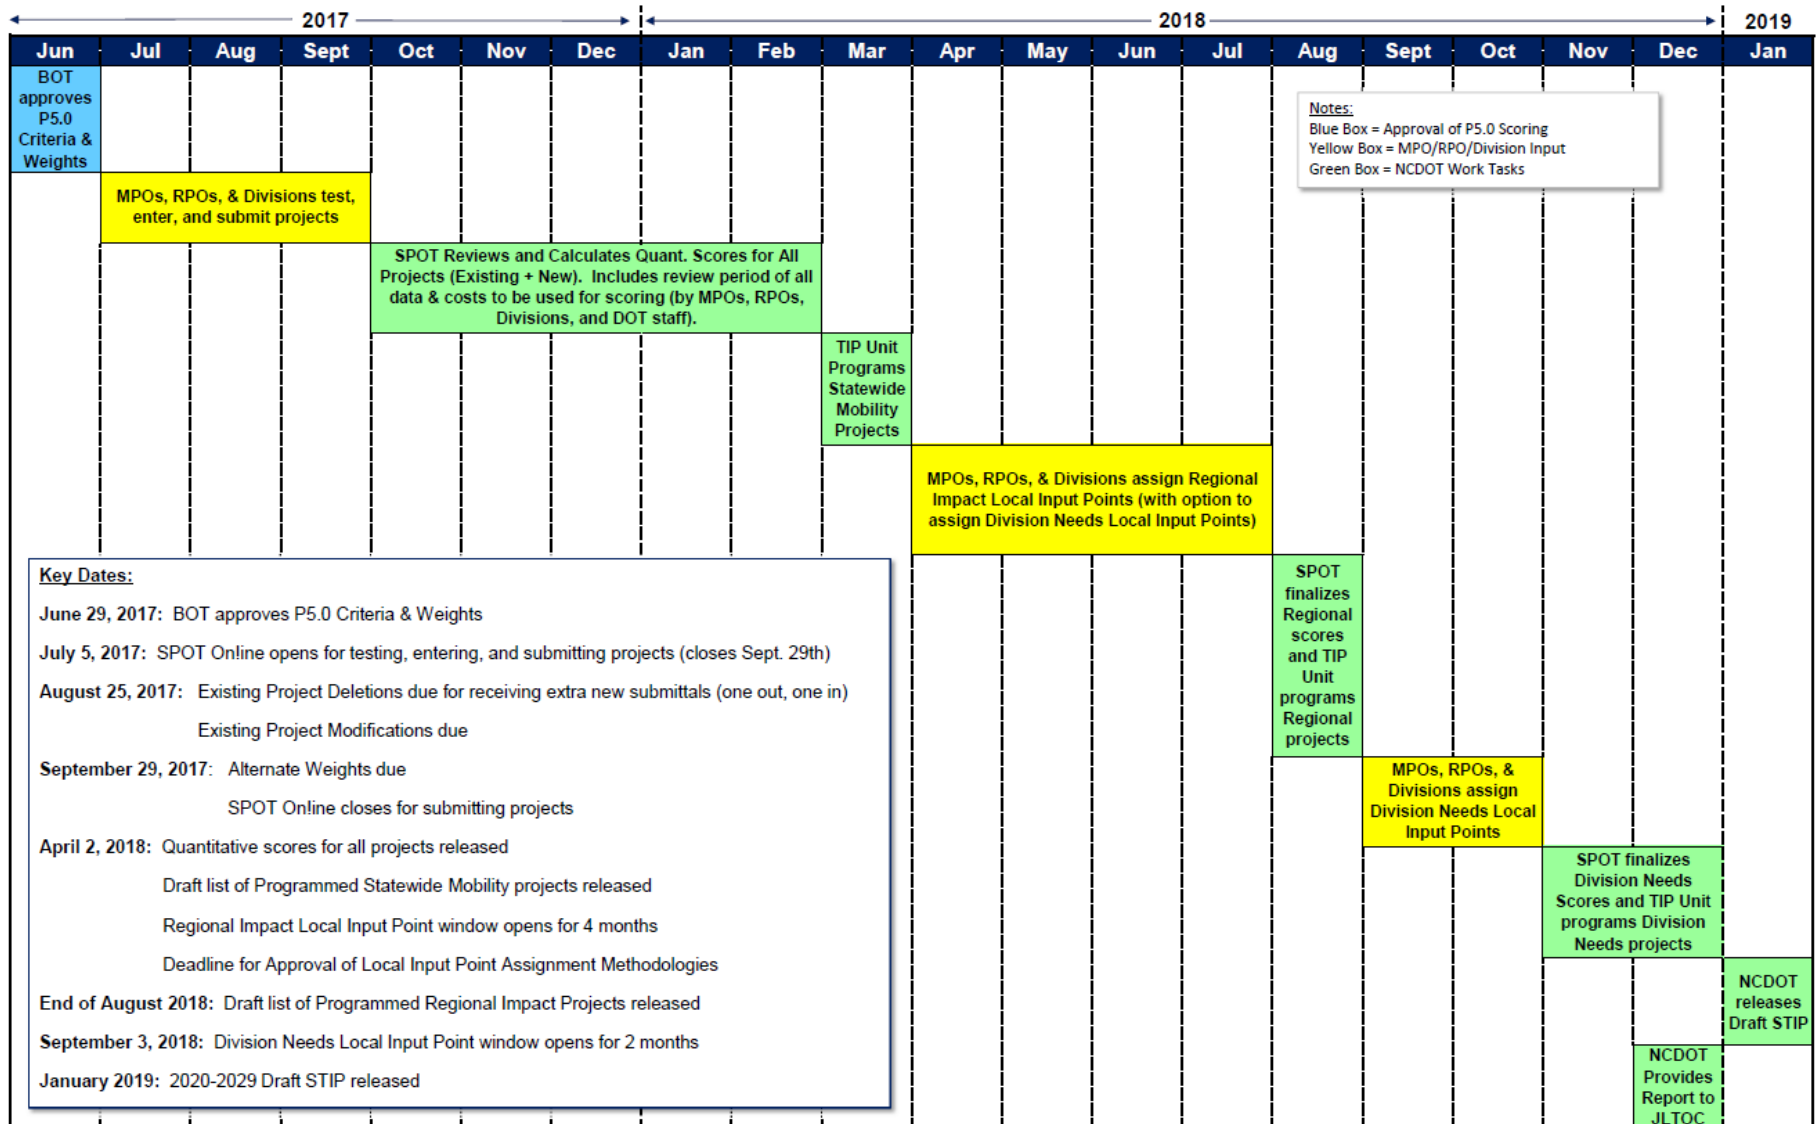 2017
2018
2019
Jun Jul Aug Sept Oct Nov Dec Jan Feb Mar Apr May Jun Jul Aug Sept Oct Nov Dec Jan
BOT
approves
P5.0
Criteria &
Weights
Notes:
Blue Box = Approval of P5.0 Scoring
Yellow Box = MPO/RPO/Division Input
Green Box = NCDOT Work Tasks
MPOs, RPOs, & Divisions test,
enter, and submit projects
SPOT Reviews and Calculates Quant. Scores for All
Projects (Existing + New). Includes review period of all
data & costs to be used for scoring (by MPOs, RPOs,
Divisions, and DOT staff).
TIP Unit
Programs
Statewide
Mobility
Projects
MPOs, RPOs, & Divisions assign Regional
Impact Local Input Points (with option to
assign Division Needs Local Input Points)
SPOT
finalizes
Regional
scores
and TIP
Unit
programs
Regional
projects
MPOs, RPOs, &
Divisions assign
Division Needs Local
Input Points
SPOT finalizes
Division Needs
Scores and TIP Unit
programs Division
Needs projects
NCDOT
releases
Draft STIP
NCDOT
Provides
Report to
JLTOC
Key Dates:
June 29, 2017: BOT approves P5.0 Criteria & Weights
July 5, 2017: SPOT On!ine opens for testing, entering, and submitting projects (closes Sept. 29th)
August 25, 2017: Existing Project Deletions due for receiving extra new submittals (one out, one in)
Existing Project Modifications due
September 29, 2017: Alternate Weights due
SPOT On!ine closes for submitting projects
April 2, 2018: Quantitative scores for all projects released
Draft list of Programmed Statewide Mobility projects released
Regional Impact Local Input Point window opens for 4 months
Deadline for Approval of Local Input Point Assignment Methodologies
End of August 2018: Draft list of Programmed Regional Impact Projects released
September 3, 2018: Division Needs Local Input Point window opens for 2 months
January 2019: 2020-2029 Draft STIP released